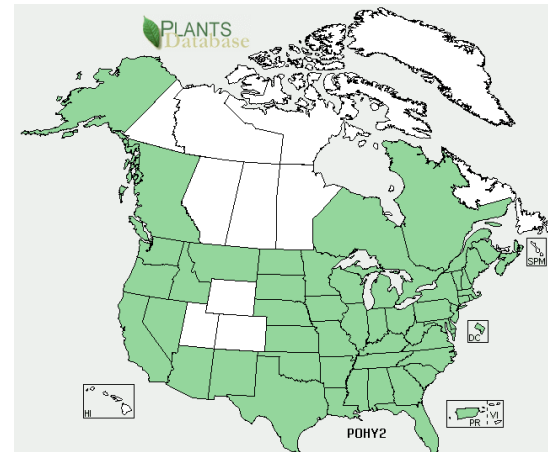 PLANTS
Database
SPM
DC
HI
PR
VI
POHY2